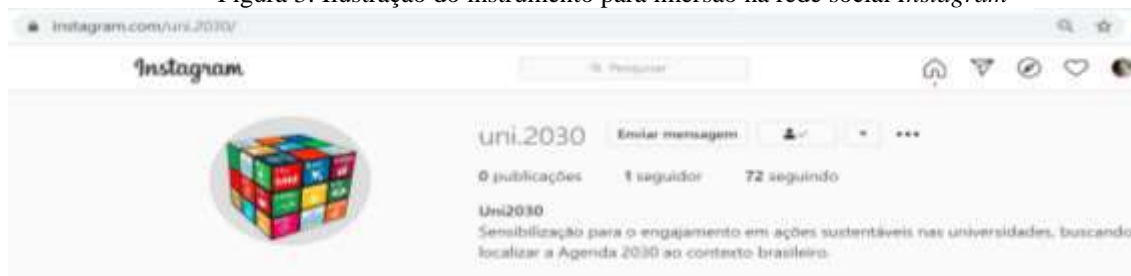 Figura 3. Ilustração do instrumento para imersão na rede social Instagram
instagram.com/uni.2030/
Instagram
Pesquisar
uni.2030 Enviar mensagem
0 publicações 1 seguidor 72 seguindo
Uni2030
Sensibilização para o engajamento em ações sustentáveis nas universidades, buscando
localizar a Agenda 2030 ao contexto brasileiro.